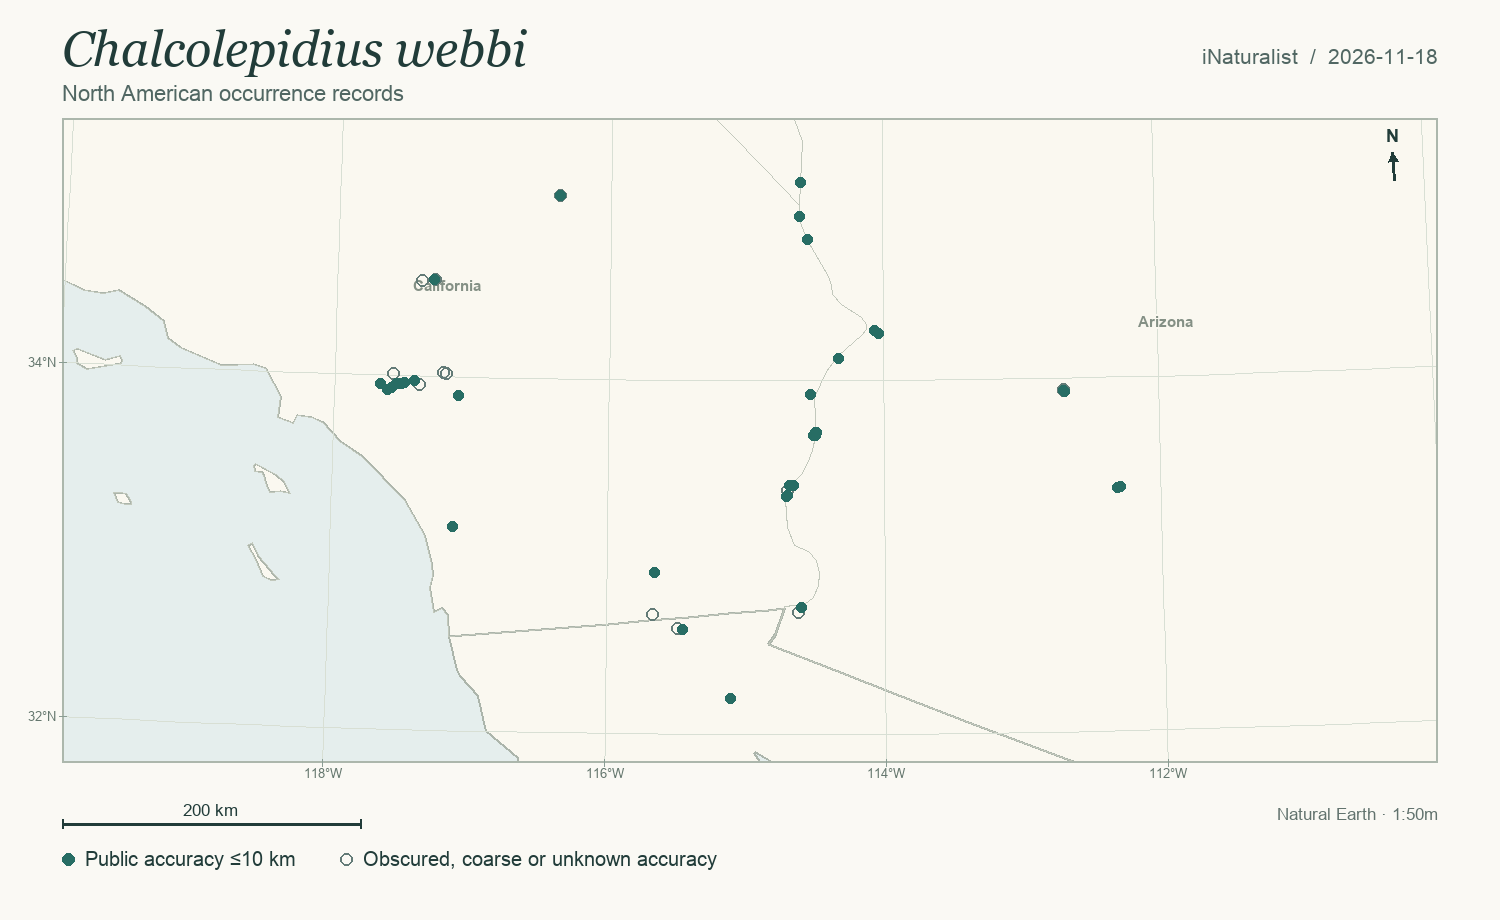 Chalcolepidius webbi
iNaturalist / 2026-11-18
North American occurrence records
N
California
Arizona
34°N
32°N
118°W
116°W
114°W
112°W
200 km
Natural Earth · 1:50m
Public accuracy ≤10 km
Obscured, coarse or unknown accuracy